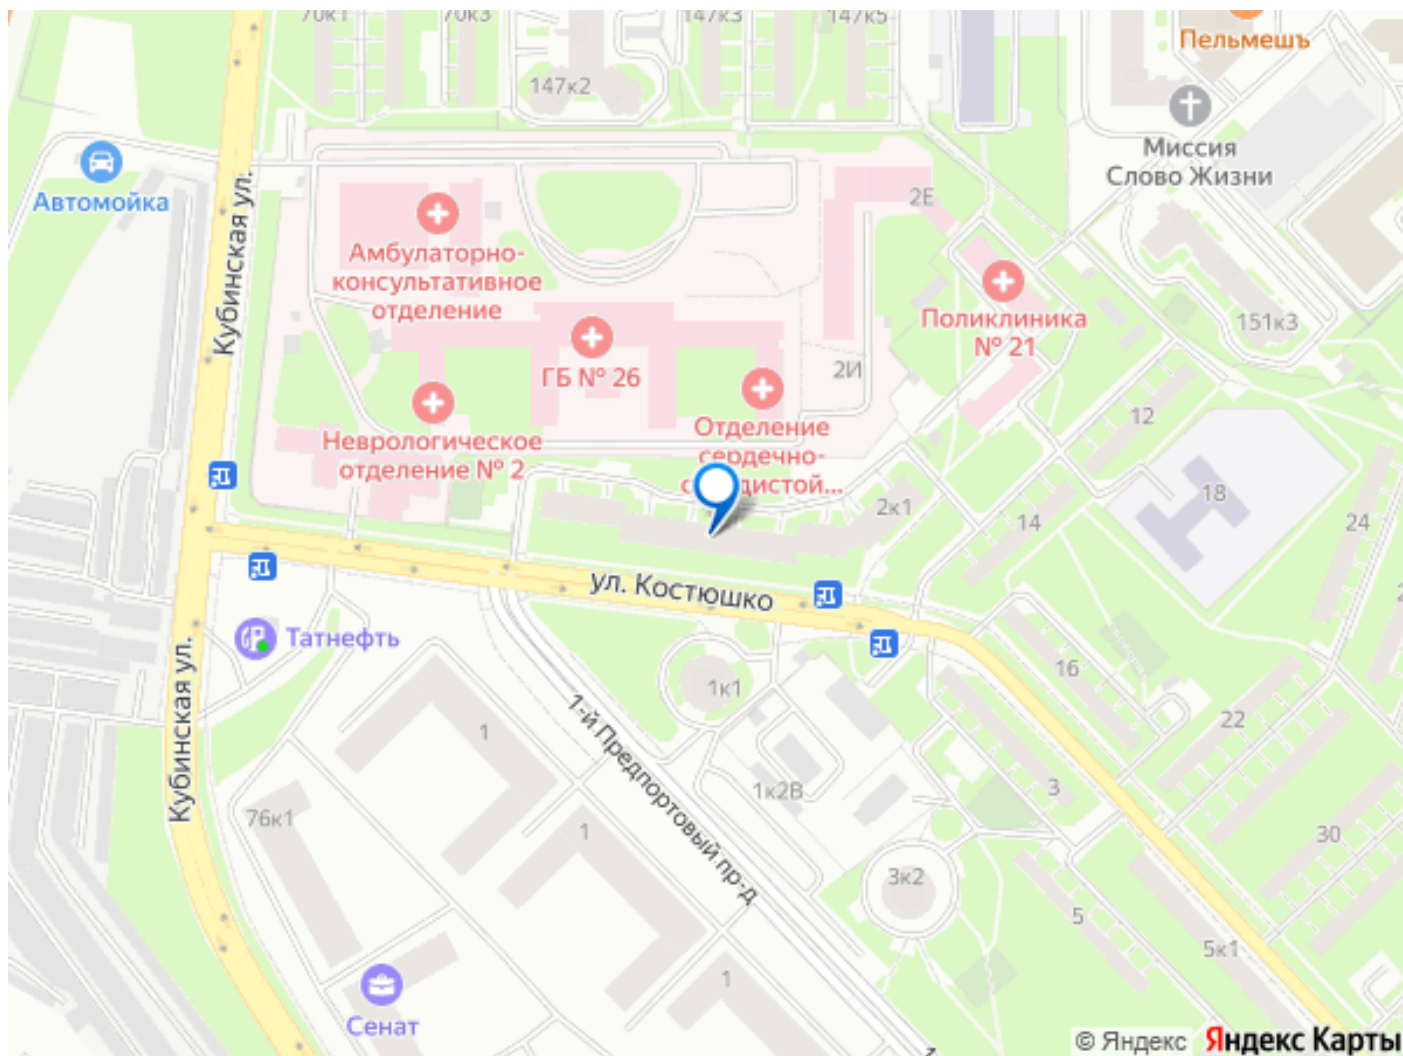 70к1
70к3
147к3
147к5
Пельмешъ
147к2
Миссия
Слово Жизни
Автомойка
Кубинская ул.
2Е
Амбулаторно-
консультативное
отделение
Поликлиника
№ 21
151к3
ГБ № 26
2И
Неврологическое
отделение № 2
Отделение
сердечно-
12
18
24
2к1
14
ул. Костюшко
Татнефть
Кубинская ул.
1к1
16
22
1
1-й Предпортовый пр-д
1к2В
3
76к1
1
30
3к2
5
5к1
1
Сенат
© Яндекс Яндекс Карты